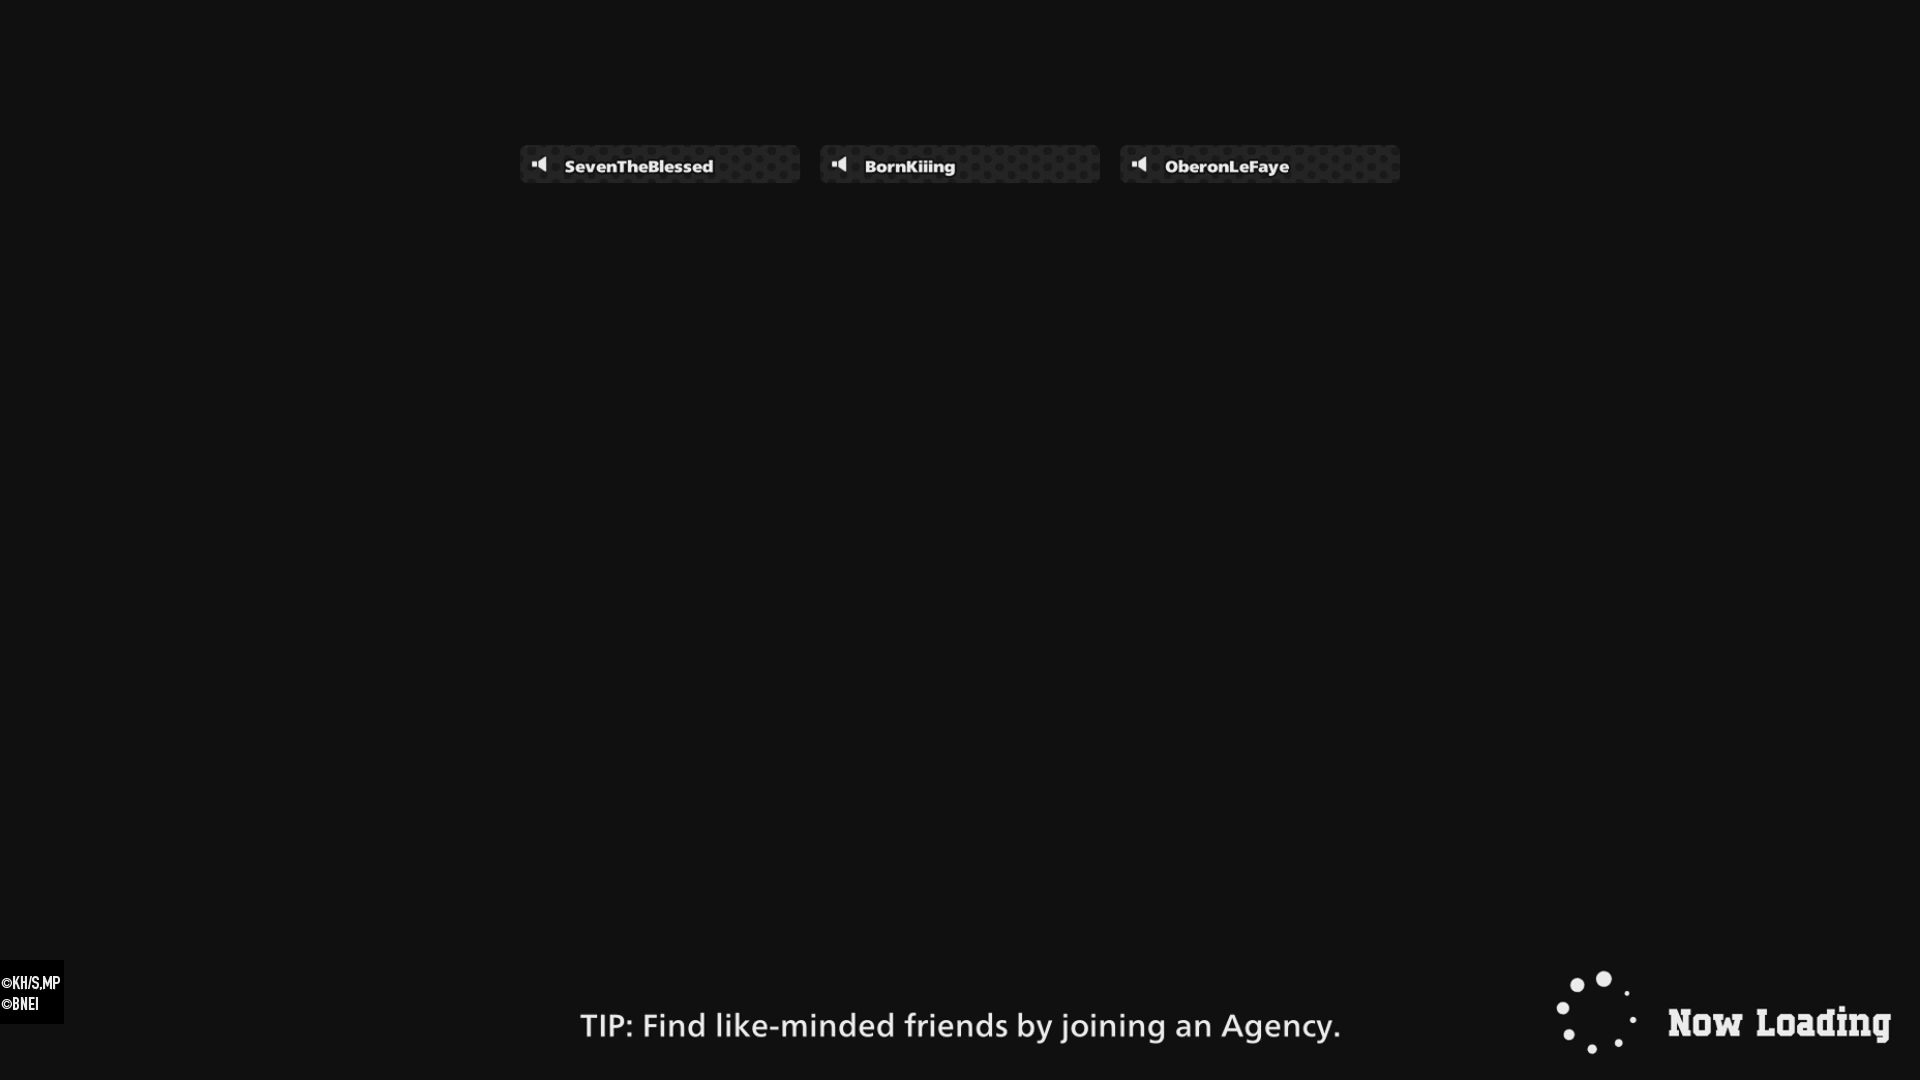 SevenTheBlessed
BornKiiing
OberonLeFaye
©KH/S,MP
©BNEI
TIP: Find like-minded friends by joining an Agency.
Now Loading